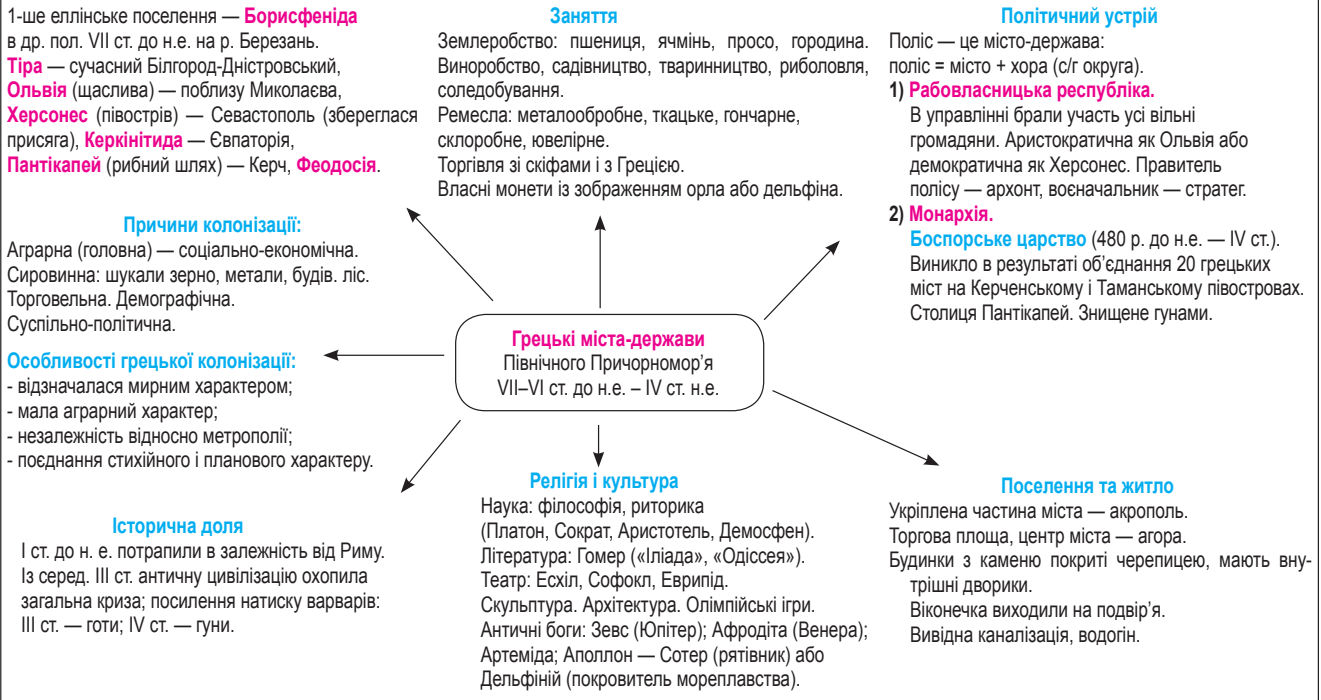 1-ше еллінське поселення — Борисфеніда
в др. пол. VII ст. до н.е. на р. Березань.
Тіра — сучасний Білгород-Дністровський,
Ольвія (щаслива) — поблизу Миколаєва,
Херсонес (півострів) — Севастополь (збереглася
присяга), Керкінітида — Євпаторія,
Пантікапей (рибний шлях) — Керч, Феодосія.
Заняття
Землеробство: пшениця, ячмінь, просо, городина.
Виноробство, садівництво, тваринництво, риболовля,
соледобування.
Ремесла: металообробне, ткацьке, гончарне,
склоробне, ювелірне.
Торгівля зі скіфами і з Грецією.
Власні монети із зображенням орла або дельфіна.
Політичний устрій
Поліс — це місто-держава:
поліс = місто + хора (с/г округа).
1) Рабовласницька республіка.
В управлінні брали участь усі вільні
громадяни. Аристократична як Ольвія або
демократична як Херсонес. Правитель
полісу — архонт, воєначальник — стратег.
2) Монархія.
Боспорське царство (480 р. до н.е. — IV ст.).
Виникло в результаті об’єднання 20 грецьких
міст на Керченському і Таманському півостровах.
Столиця Пантікапей. Знищене гунами.
Причини колонізації:
Аграрна (головна) — соціально-економічна.
Сировинна: шукали зерно, метали, будів. ліс.
Торговельна. Демографічна.
Суспільно-політична.
Особливості грецької колонізації:
- відзначалася мирним характером;
- мала аграрний характер;
- незалежність відносно метрополії;
- поєднання стихійного і планового характеру.
Грецькі міста-держави
Північного Причорномор’я
VII–VI ст. до н.е. – IV ст. н.е.
Історична доля
І ст. до н. е. потрапили в залежність від Риму.
Із серед. III ст. античну цивілізацію охопила
загальна криза; посилення натиску варварів:
III ст. — готи; IV ст. — гуни.
Релігія і культура
Наука: філософія, риторика
(Платон, Сократ, Аристотель, Демосфен).
Література: Гомер («Іліада», «Одіссея»).
Театр: Есхіл, Софокл, Еврипід.
Скульптура. Архітектура. Олімпійські ігри.
Античні боги: Зевс (Юпітер); Афродіта (Венера);
Артеміда; Аполлон — Сотер (рятівник) або
Дельфіній (покровитель мореплавства).
Поселення та житло
Укріплена частина міста — акрополь.
Торгова площа, центр міста — агора.
Будинки з каменю покриті черепицею, мають вну-
трішні дворики.
Віконечка виходили на подвір’я.
Вивідна каналізація, водогін.